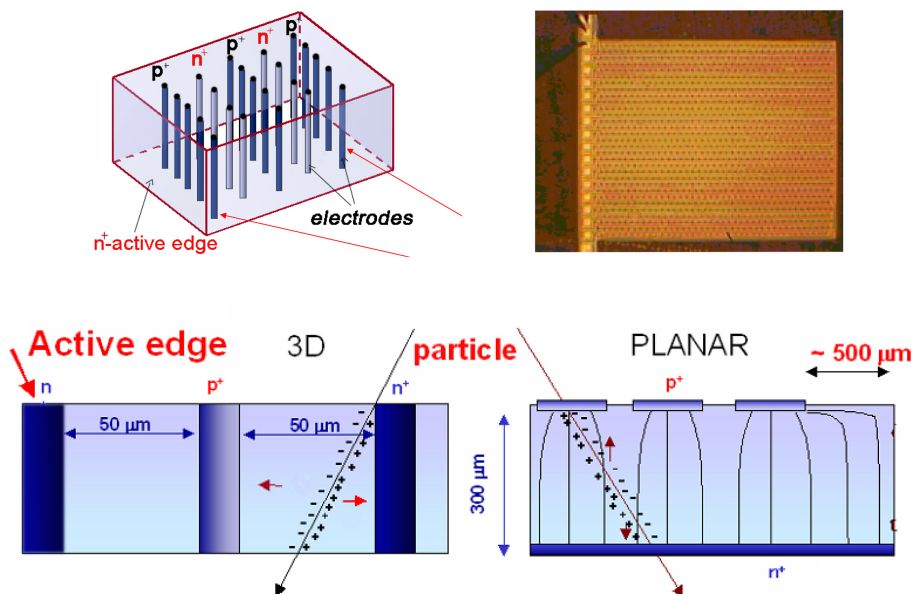 p+
n+
p+
n+
p
electrodes
n+-active edge
Active edge
3D
particle
PLANAR
~ 500 μm
n
p+
n+
p+
50 μm
50 μm
300 μm
n+